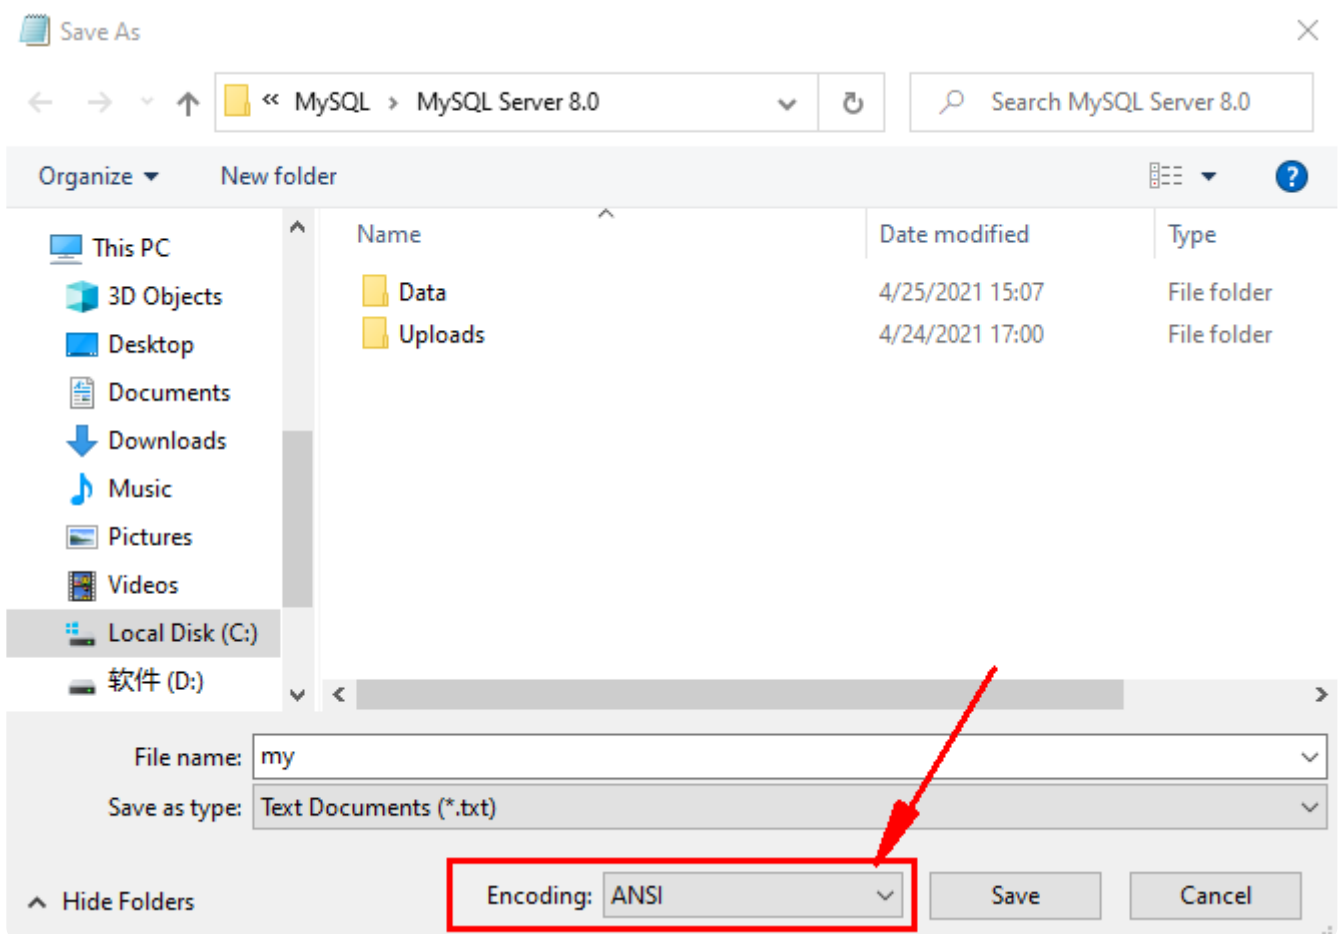 Save As
« MySQL > MySQL Server 8.0
Search MySQL Server 8.0
Organize
New folder
?
Name
Date modified
Type
This PC
3D Objects
Desktop
Documents
Downloads
Music
Pictures
Videos
Local Disk (C:)
软件 (D:)
Data
4/25/2021 15:07
File folder
Uploads
4/24/2021 17:00
File folder
File name: my
Save as type: Text Documents (*.txt)
Hide Folders
Encoding: ANSI
Save
Cancel